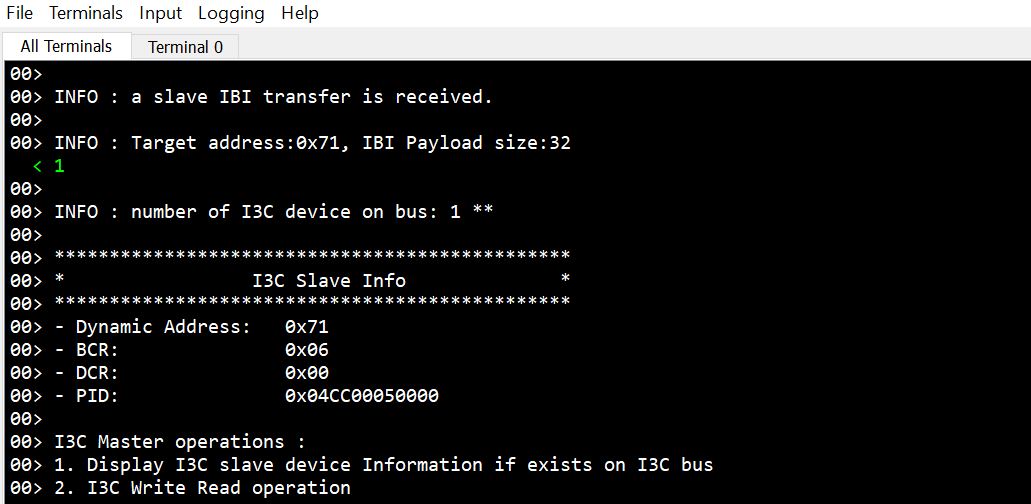 File Terminals Input Logging Help
All Terminals Terminal 0
00>
00> INFO : a slave IBI transfer is received.
00>
00> INFO : Target address:0x71, IBI Payload size:32
< 1
00>
00> INFO : number of I3C device on bus: 1 **
00>
00> ***********************************************
00> * I3C Slave Info *
00> ***********************************************
00> - Dynamic Address: 0x71
00> - BCR: 0x06
00> - DCR: 0x00
00> - PID: 0x04CC00050000
00>
00> I3C Master operations :
00> 1. Display I3C slave device Information if exists on I3C bus
00> 2. I3C Write Read operation